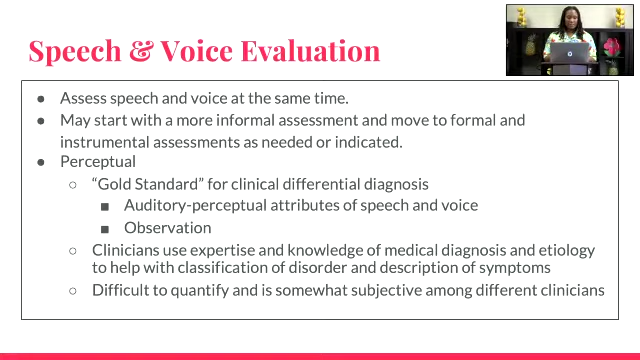 Speech & Voice Evaluation
● Assess speech and voice at the same time.
● May start with a more informal assessment and move to formal and
instrumental assessments as needed or indicated.
● Perceptual
○ “Gold Standard” for clinical differential diagnosis
■ Auditory-perceptual attributes of speech and voice
■ Observation
○ Clinicians use expertise and knowledge of medical diagnosis and etiology
to help with classification of disorder and description of symptoms
○ Difficult to quantify and is somewhat subjective among different clinicians